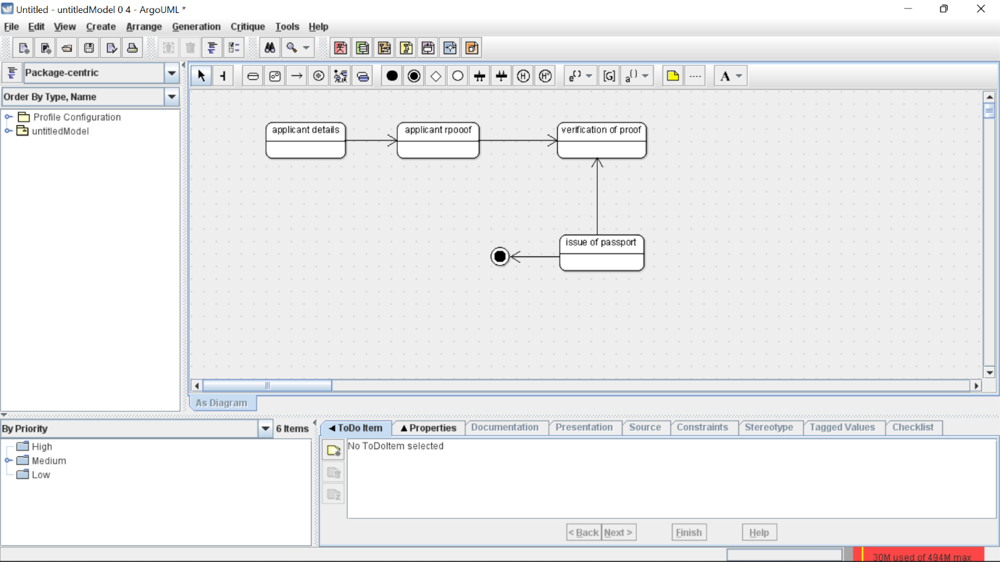 Untitled - untitledModel 0 4 - ArgoUML *
File Edit View Create Arrange Generation Critique Tools Help
Package-centric
Order By Type, Name
Profile Configuration
untitledModel
e() [G] a() A
H H*
applicant details
applicant rpooof
verification of proof
issue of passport
As Diagram
By Priority
6 Items
High
Medium
Low
ToDo Item Properties Documentation Presentation Source Constraints Stereotype Tagged Values Checklist
No ToDoItem selected
< Back Next > Finish Help
30M used of 494M max